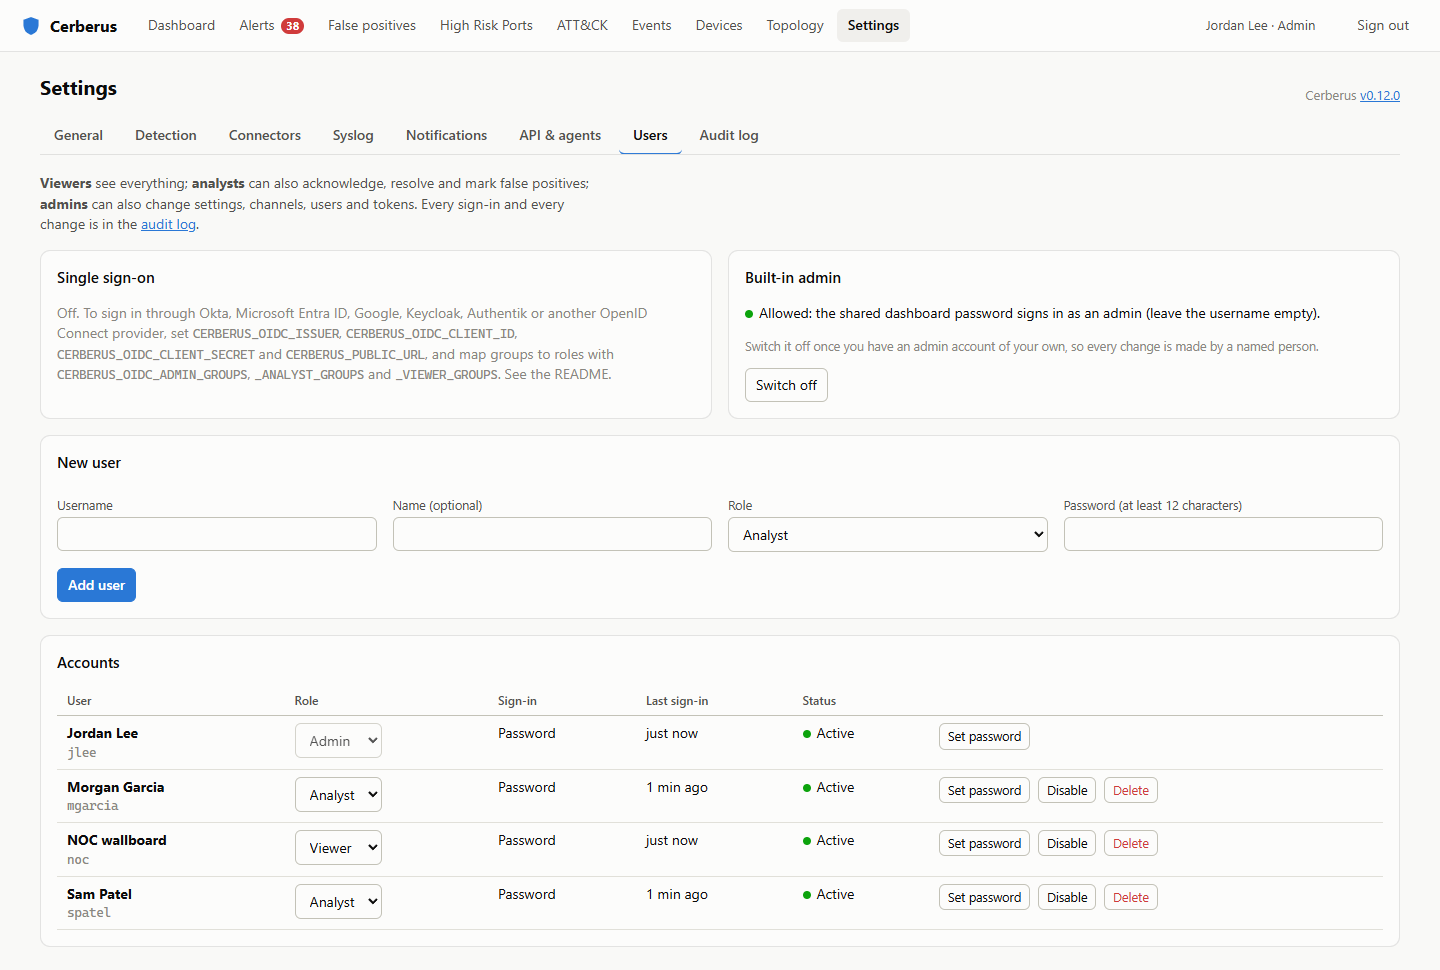 Cerberus
Dashboard
Alerts 38
False positives
High Risk Ports
ATT&CK
Events
Devices
Topology
Settings
Jordan Lee · Admin
Sign out
Settings
Cerberus v0.12.0
General
Detection
Connectors
Syslog
Notifications
API & agents
Users
Audit log
Viewers see everything; analysts can also acknowledge, resolve and mark false positives;
admins can also change settings, channels, users and tokens. Every sign-in and every
change is in the audit log.
Single sign-on
Off. To sign in through Okta, Microsoft Entra ID, Google, Keycloak, Authentik or another OpenID
Connect provider, set CERBERUS_OIDC_ISSUER, CERBERUS_OIDC_CLIENT_ID,
CERBERUS_OIDC_CLIENT_SECRET and CERBERUS_PUBLIC_URL, and map groups to roles with
CERBERUS_OIDC_ADMIN_GROUPS, _ANALYST_GROUPS and _VIEWER_GROUPS. See the README.
Built-in admin
Allowed: the shared dashboard password signs in as an admin (leave the username empty).
Switch it off once you have an admin account of your own, so every change is made by a named person.
Switch off
New user
Username
Name (optional)
Role
Password (at least 12 characters)
Analyst
Add user
Accounts
User Role Sign-in Last sign-in Status
Jordan Lee Admin Password just now Active Set password
jlee
Morgan Garcia Analyst Password 1 min ago Active Set password Disable Delete
mgarcia
NOC wallboard Viewer Password just now Active Set password Disable Delete
noc
Sam Patel Analyst Password 1 min ago Active Set password Disable Delete
spatel